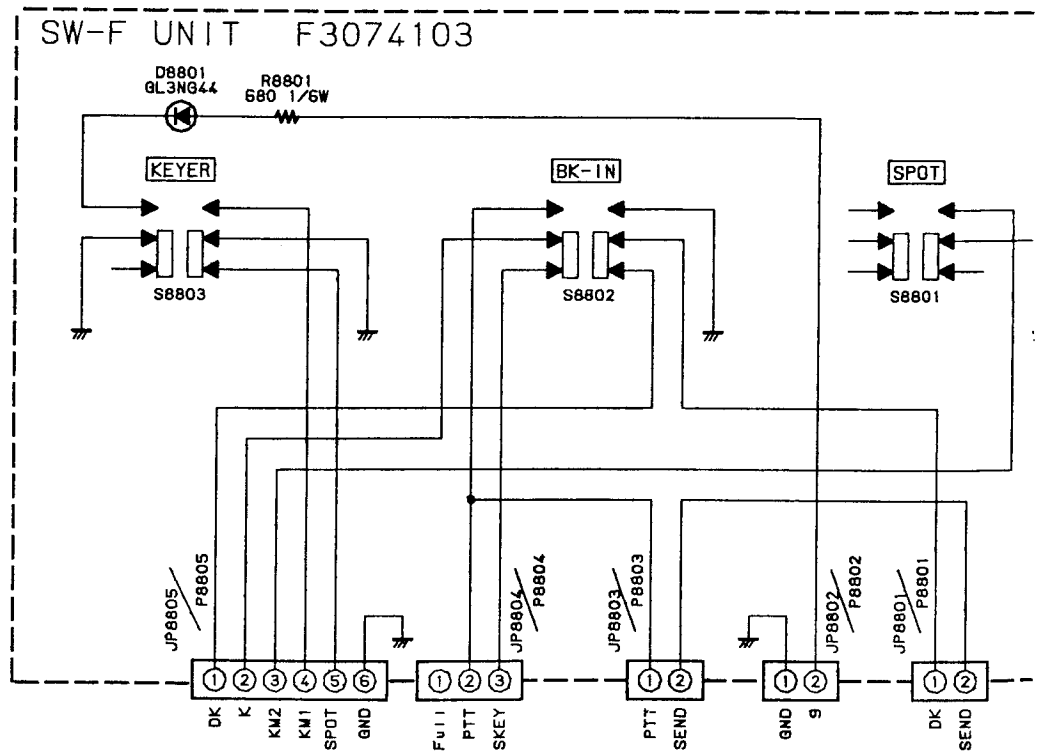 SW-F UNIT F3074103
D8801
GL3NG44
R8801
680 1/6W
KEYER
BK-IN
SPOT
S8803
S8802
S8801
JP8805
P8805
JP8804
P8804
JP8803
P8803
JP8802
P8802
JP8801
P8801
1 2 3 4 5 6
1 2 3
1 2
1 2
1 2
DK
K
KM2
KM1
SPOT
GND
Full
PTT
SKEY
PTT
SEND
GND
9
DK
SEND